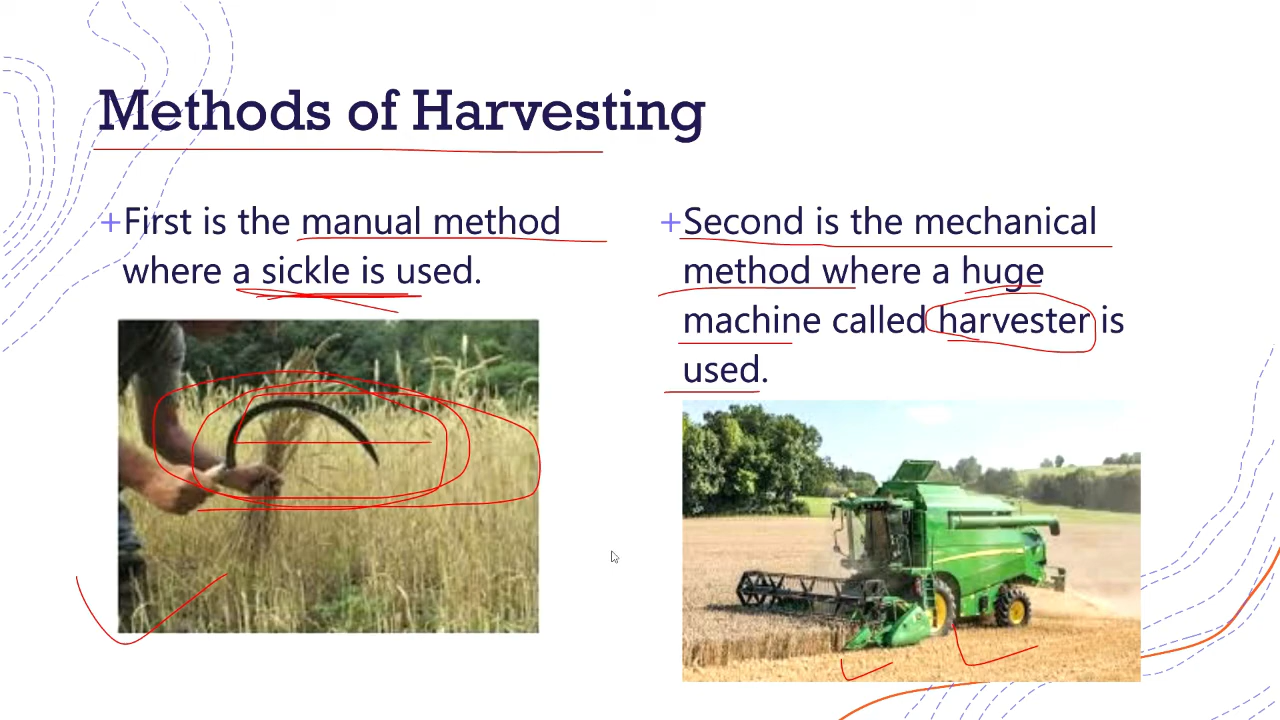 Methods of Harvesting
+First is the manual method
where a sickle is used.
+Second is the mechanical
method where a huge
machine called harvester is
used.